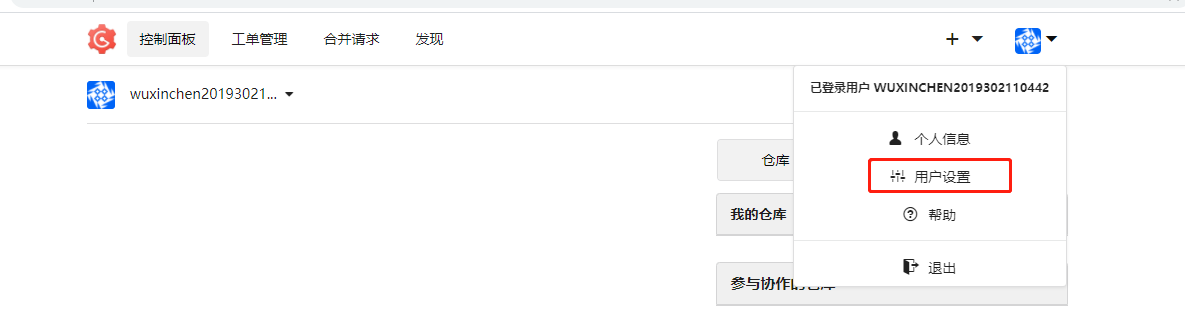 控制面板 工单管理 合并请求 发现
wuxinchen20193021...
已登录用户 WUXINCHEN2019302110442
个人信息
用户设置
帮助
退出
仓库
我的仓库
参与协作的仓库